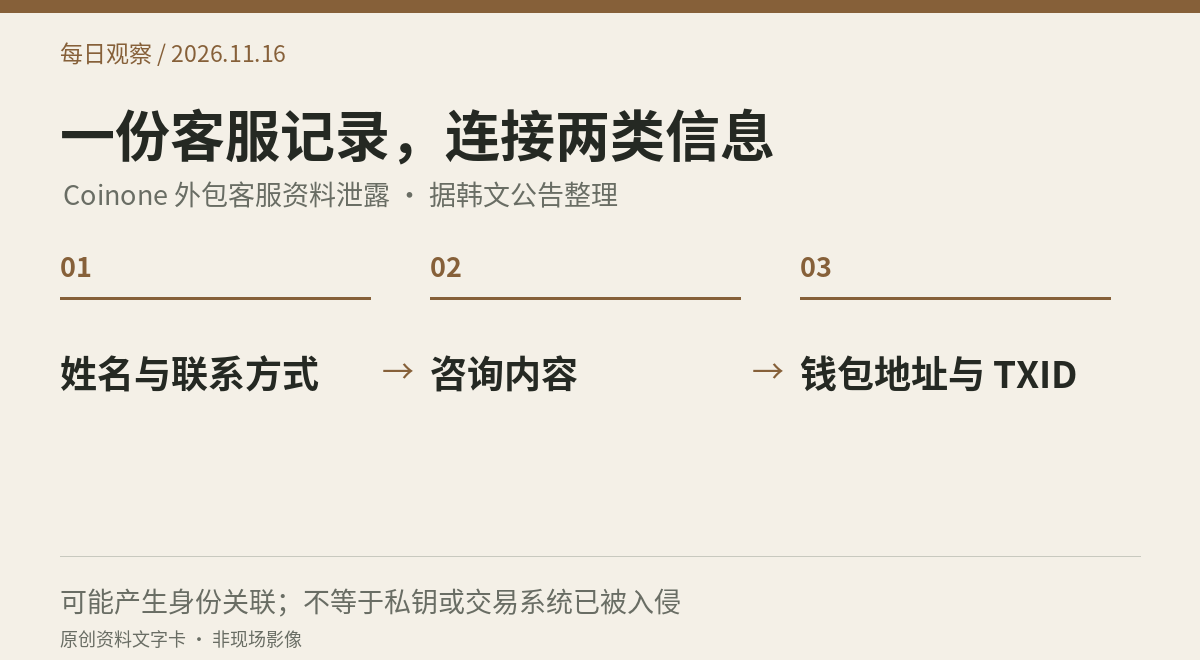 每日观察 / 2026.11.16
一份客服记录，连接两类信息
Coinone 外包客服资料泄露 · 据韩文公告整理
01
02
03
姓名与联系方式 → 咨询内容 → 钱包地址与 TXID
可能产生身份关联；不等于私钥或交易系统已被入侵
原创资料文字卡 · 非现场影像